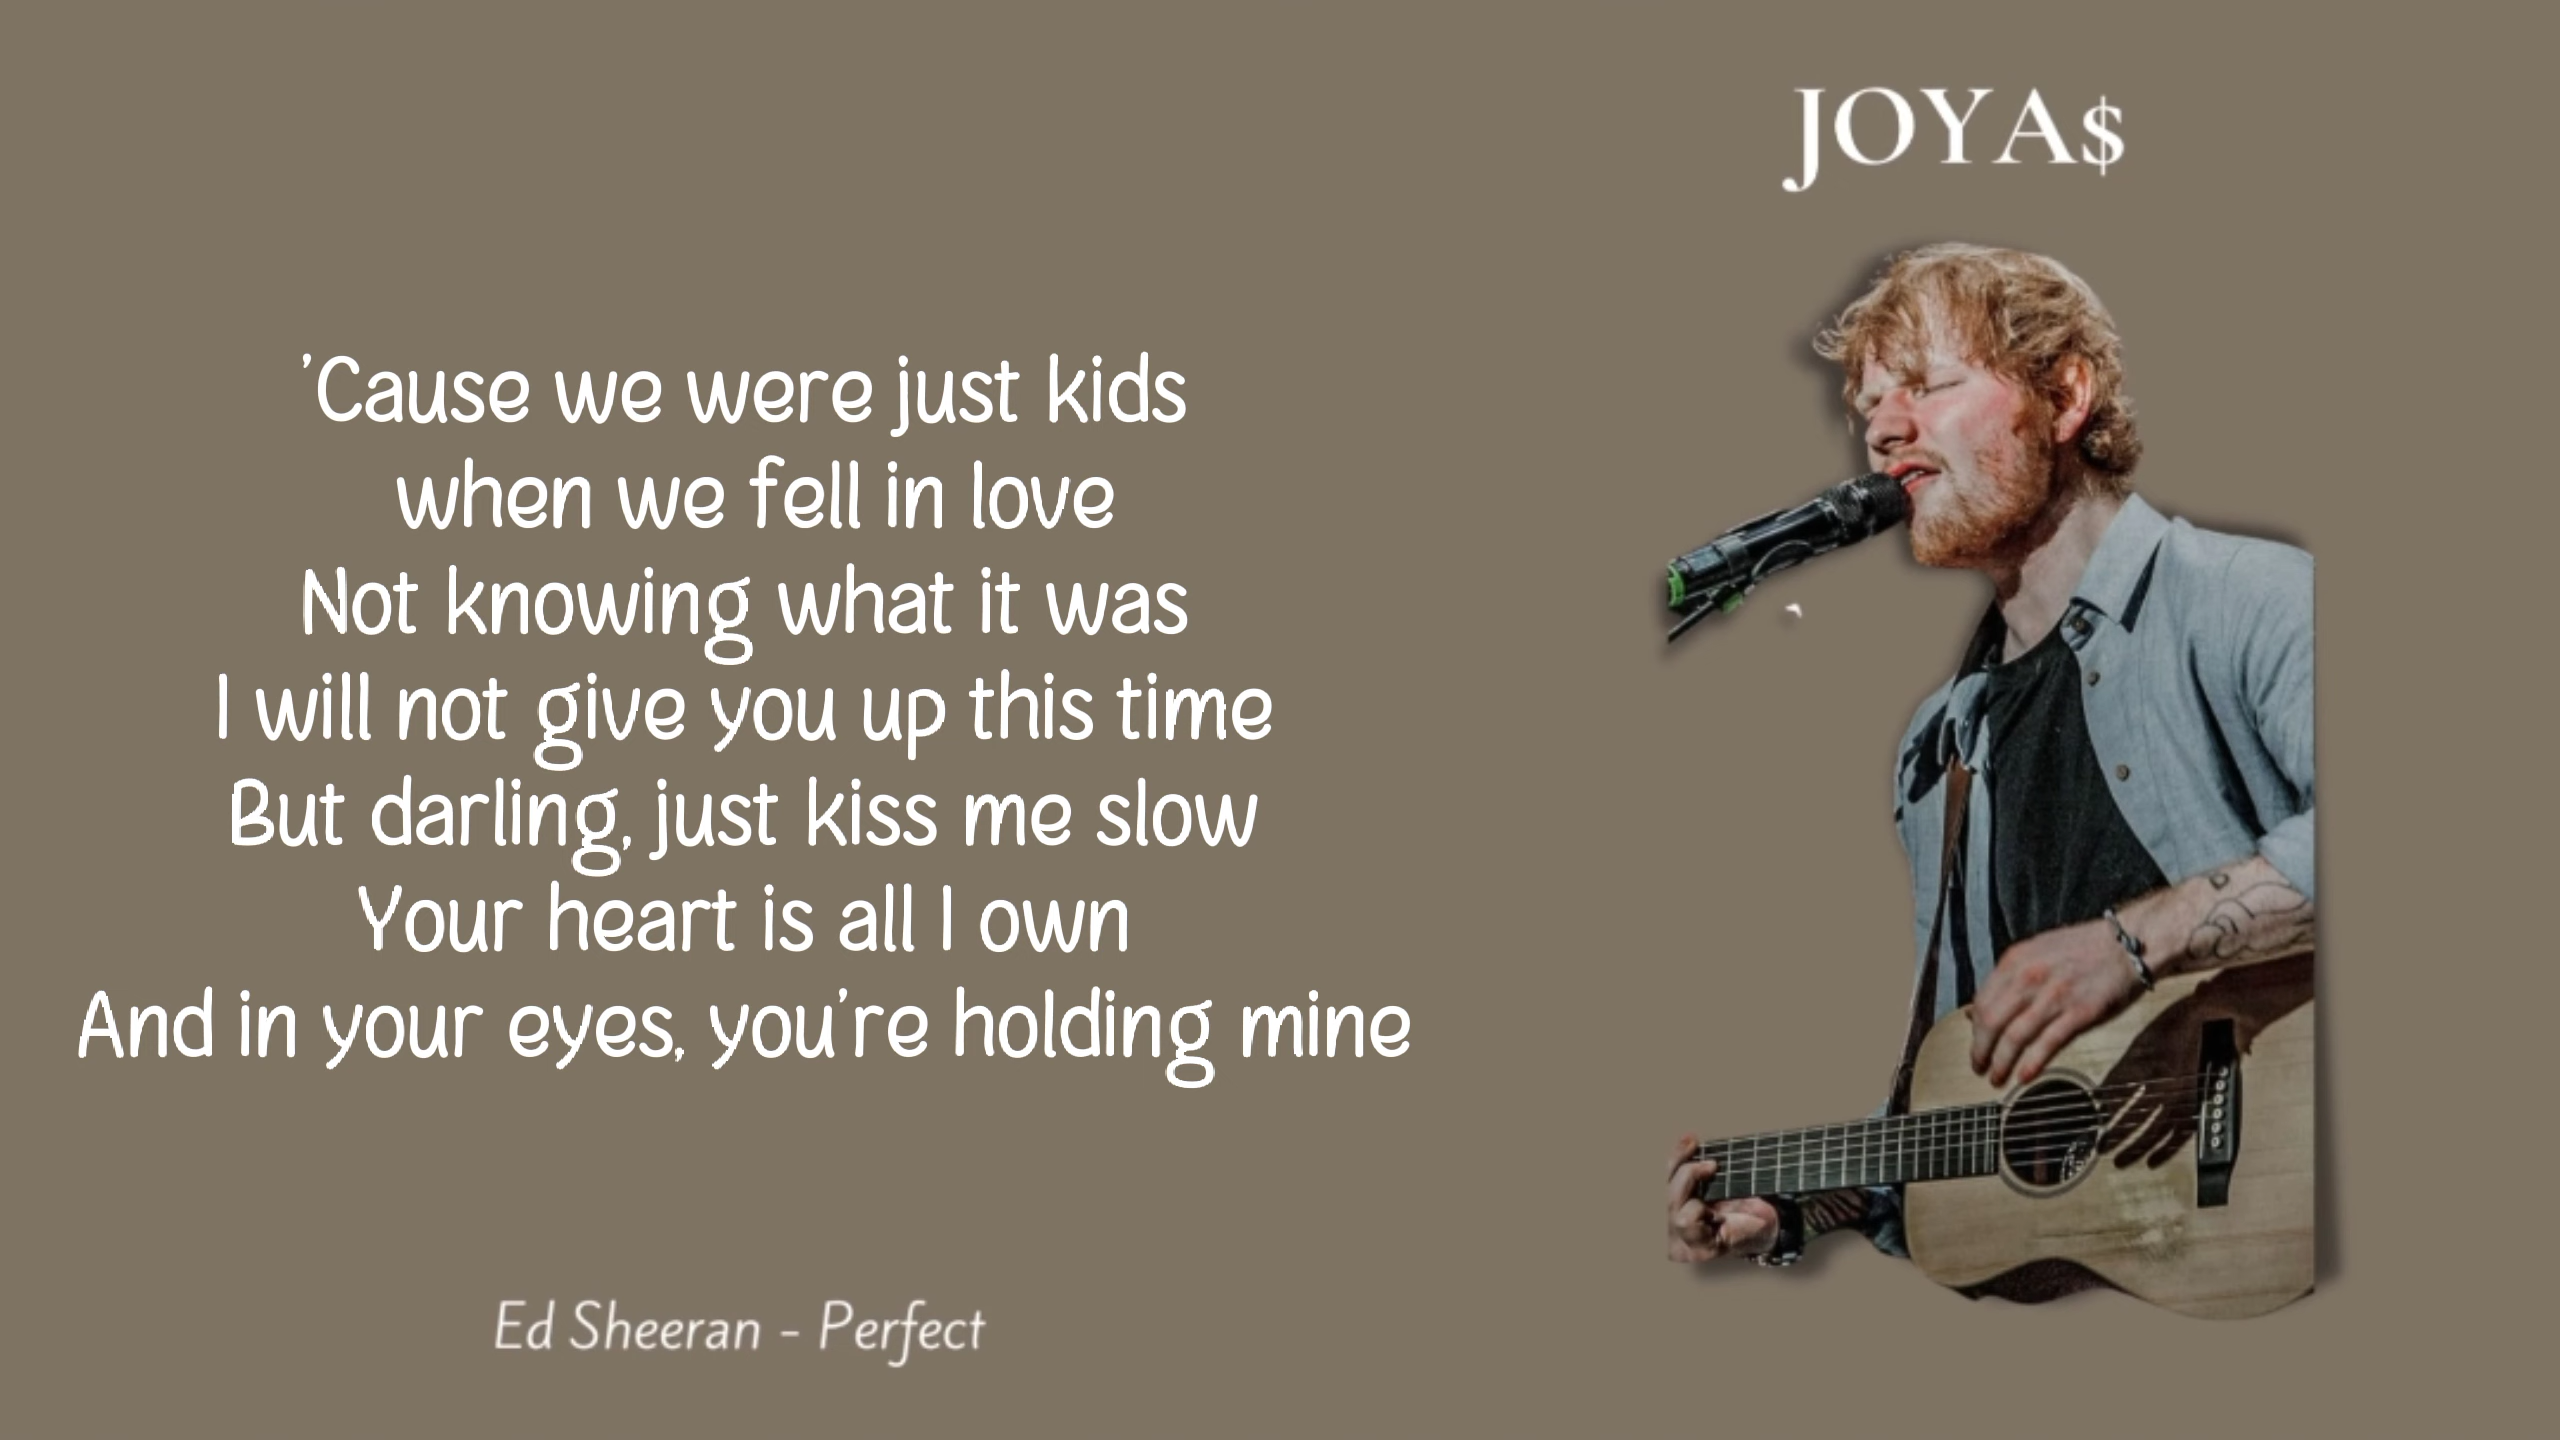 JOYA$
'Cause we were just kids
when we fell in love
Not knowing what it was
I will not give you up this time
But darling, just kiss me slow
Your heart is all I own
And in your eyes, you're holding mine
Ed Sheeran - Perfect